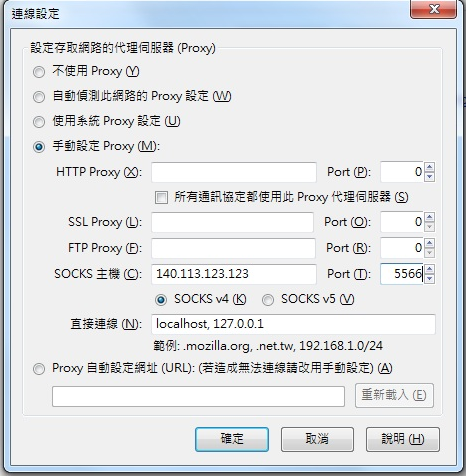 連線設定
設定存取網路的代理伺服器 (Proxy)
不使用 Proxy (Y)
自動偵測此網路的 Proxy 設定 (W)
使用系統 Proxy 設定 (U)
手動設定 Proxy (M):
HTTP Proxy (X): Port (P): 0
所有通訊協定都使用此 Proxy 代理伺服器 (S)
SSL Proxy (L): Port (O): 0
FTP Proxy (F): Port (R): 0
SOCKS 主機 (C): 140.113.123.123 Port (T): 5566
SOCKS v4 (K) SOCKS v5 (V)
直接連線 (N): localhost, 127.0.0.1
範例: .mozilla.org, .net.tw, 192.168.1.0/24
Proxy 自動設定網址 (URL): (若造成無法連線請改用手動設定) (A)
重新載入 (E)
確定 取消 說明 (H)